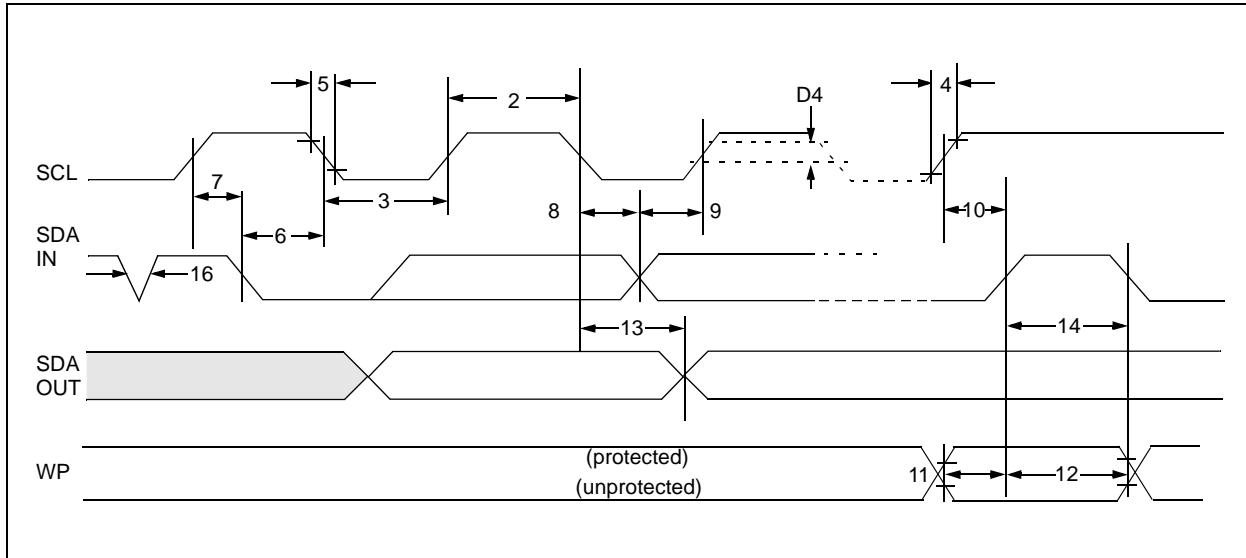 5
2
D4
4
SCL
7
3
8
9
10
SDA
IN
6
16
13
14
SDA
OUT
WP
(protected)
(unprotected)
11
12